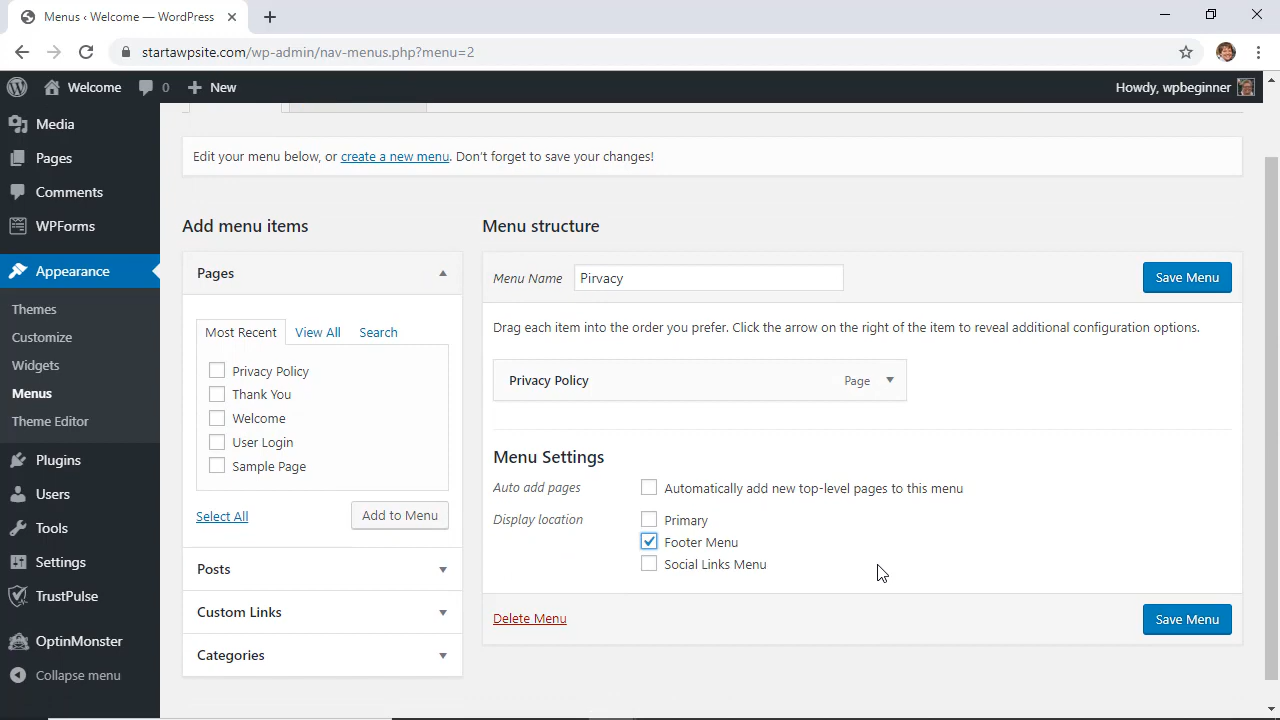 Menus ‹ Welcome — WordPress
startawpsite.com/wp-admin/nav-menus.php?menu=2
Welcome 0 New Howdy, wpbeginner
Media
Pages
Comments
WPForms
Appearance
Themes
Customize
Widgets
Menus
Theme Editor
Plugins
Users
Tools
Settings
TrustPulse
OptinMonster
Collapse menu
Edit your menu below, or create a new menu. Don't forget to save your changes!
Add menu items
Pages
Most Recent View All Search
Privacy Policy
Thank You
Welcome
User Login
Sample Page
Select All Add to Menu
Posts
Custom Links
Categories
Menu structure
Menu Name Pirvacy Save Menu
Drag each item into the order you prefer. Click the arrow on the right of the item to reveal additional configuration options.
Privacy Policy Page
Menu Settings
Auto add pages Automatically add new top-level pages to this menu
Display location Primary
Footer Menu
Social Links Menu
Delete Menu Save Menu